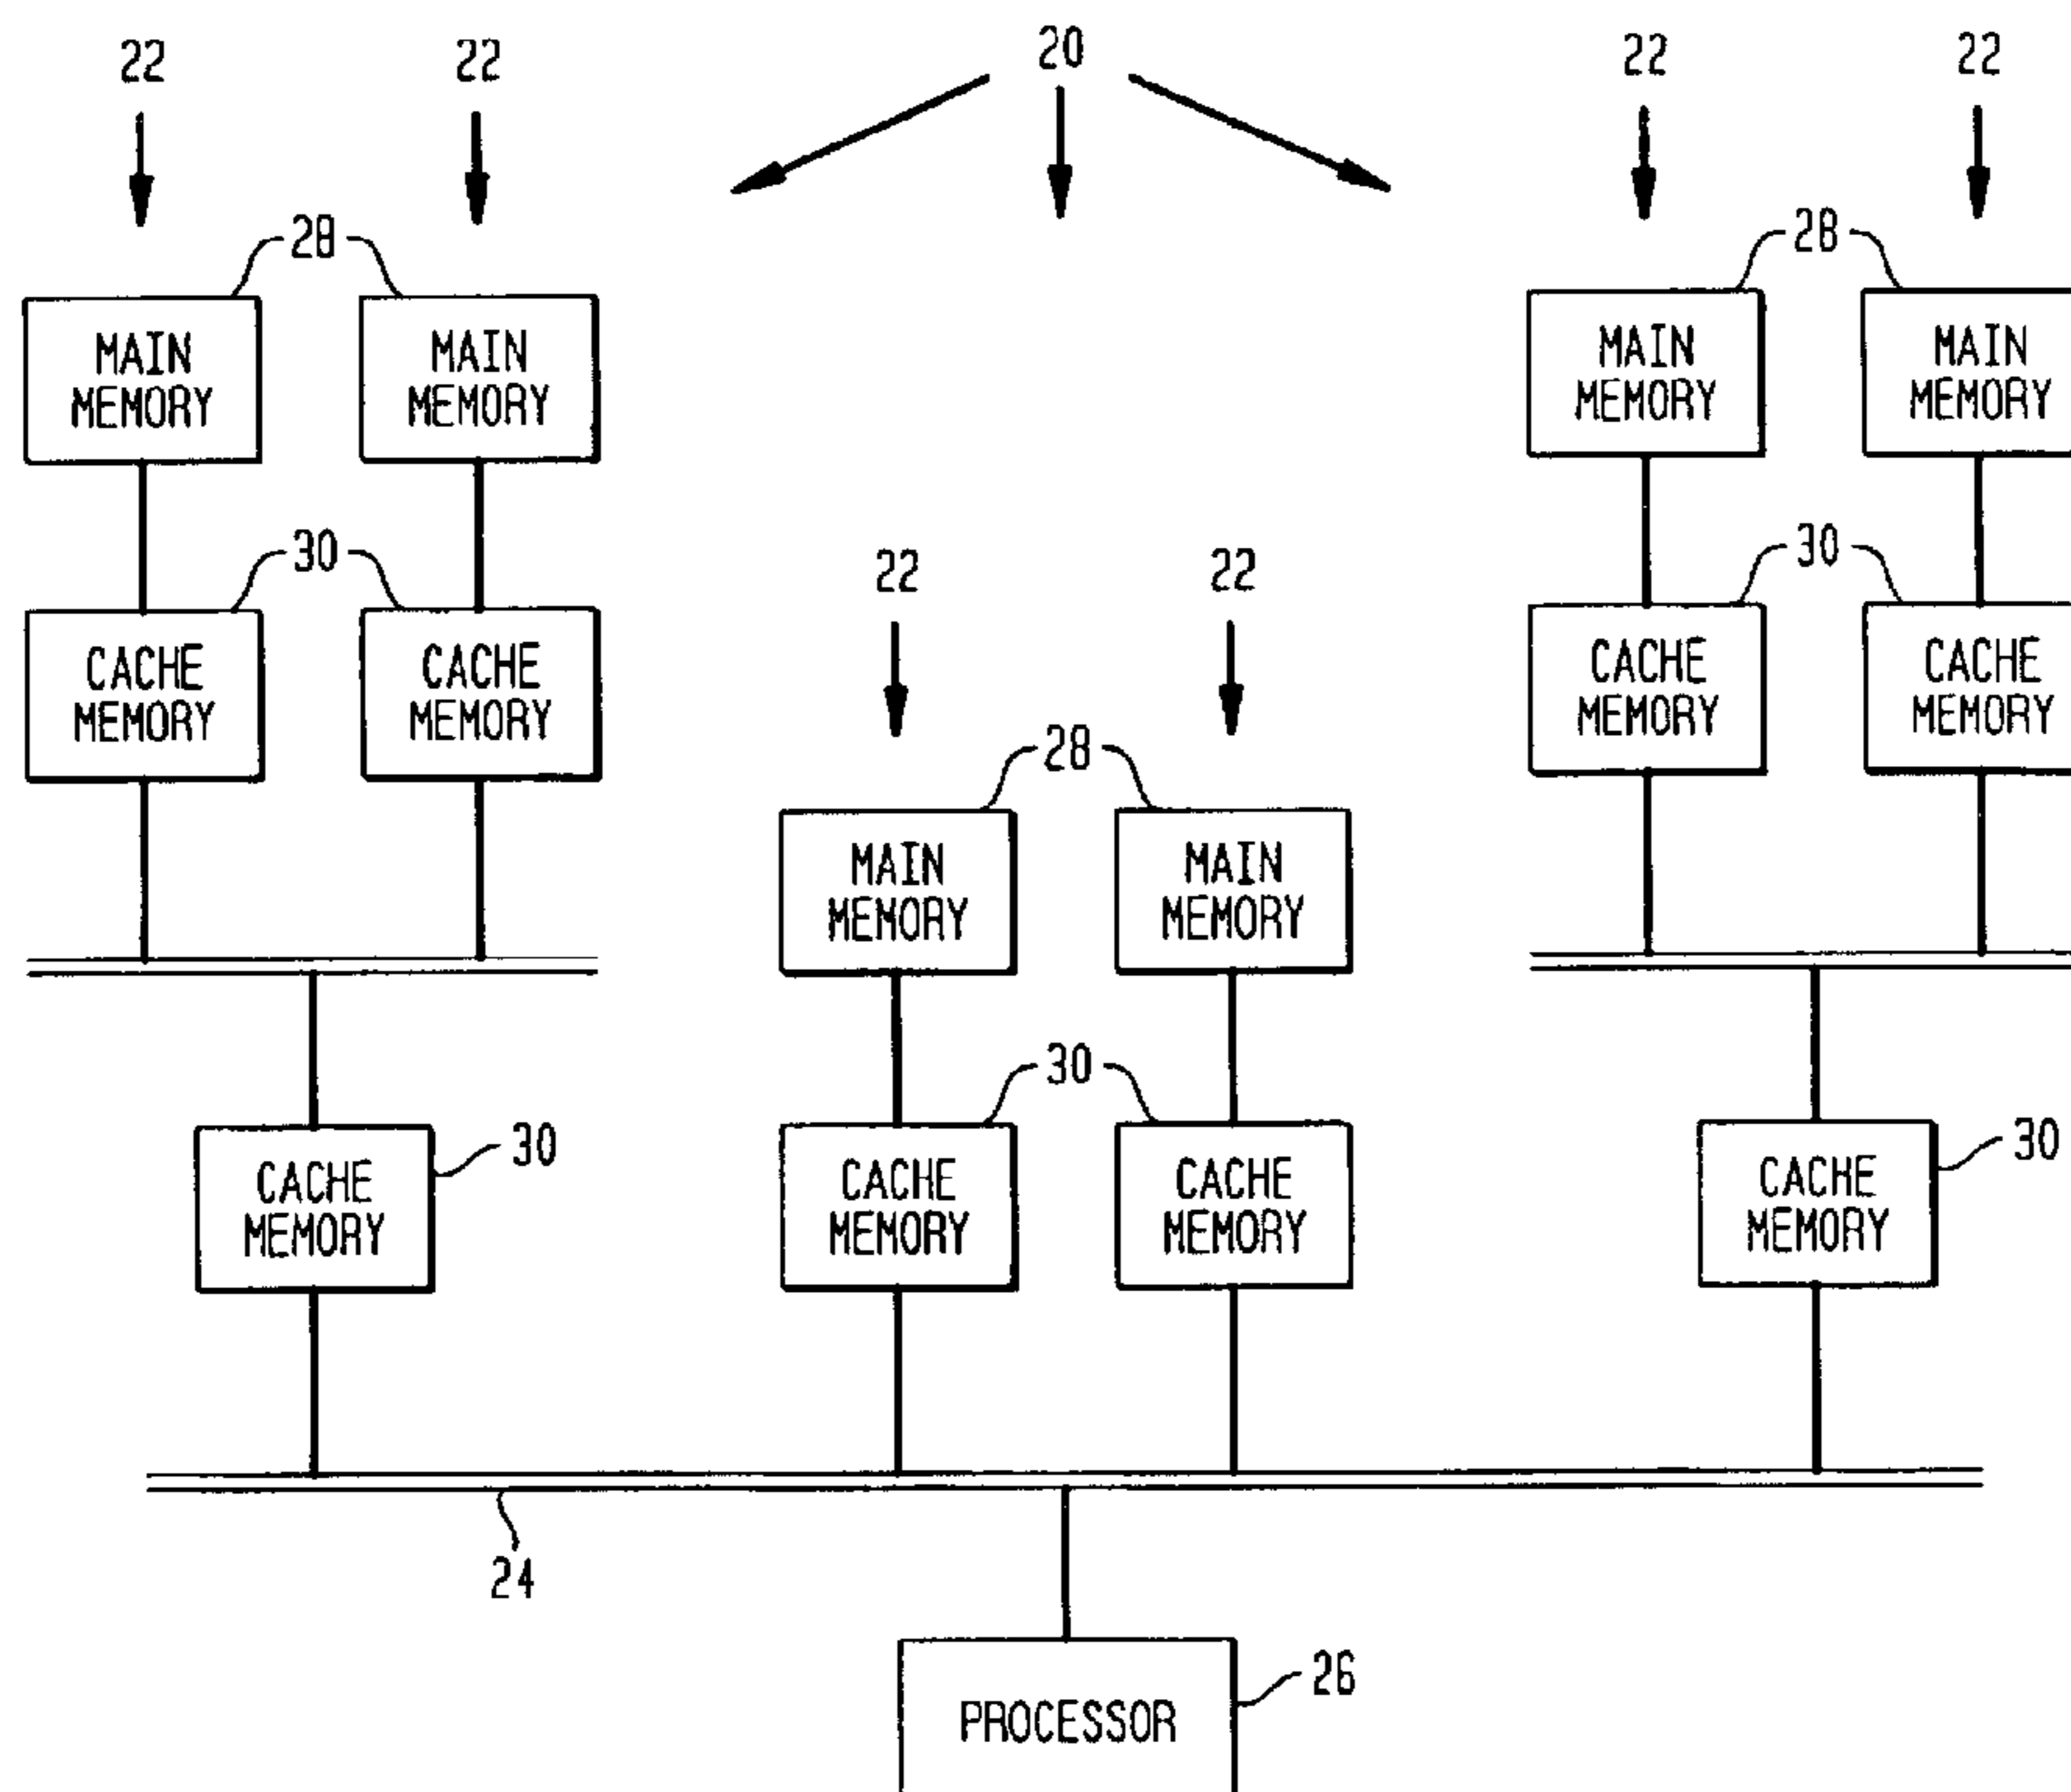 22 22 20 22 22
28 28
MAIN MAIN MAIN MAIN
MEMORY MEMORY MEMORY MEMORY
30 30
22 22
CACHE CACHE CACHE CACHE
MEMORY MEMORY MEMORY MEMORY
28
MAIN MAIN
MEMORY MEMORY
30
30 30
CACHE CACHE CACHE CACHE
MEMORY MEMORY MEMORY MEMORY
24
26
PROCESSOR